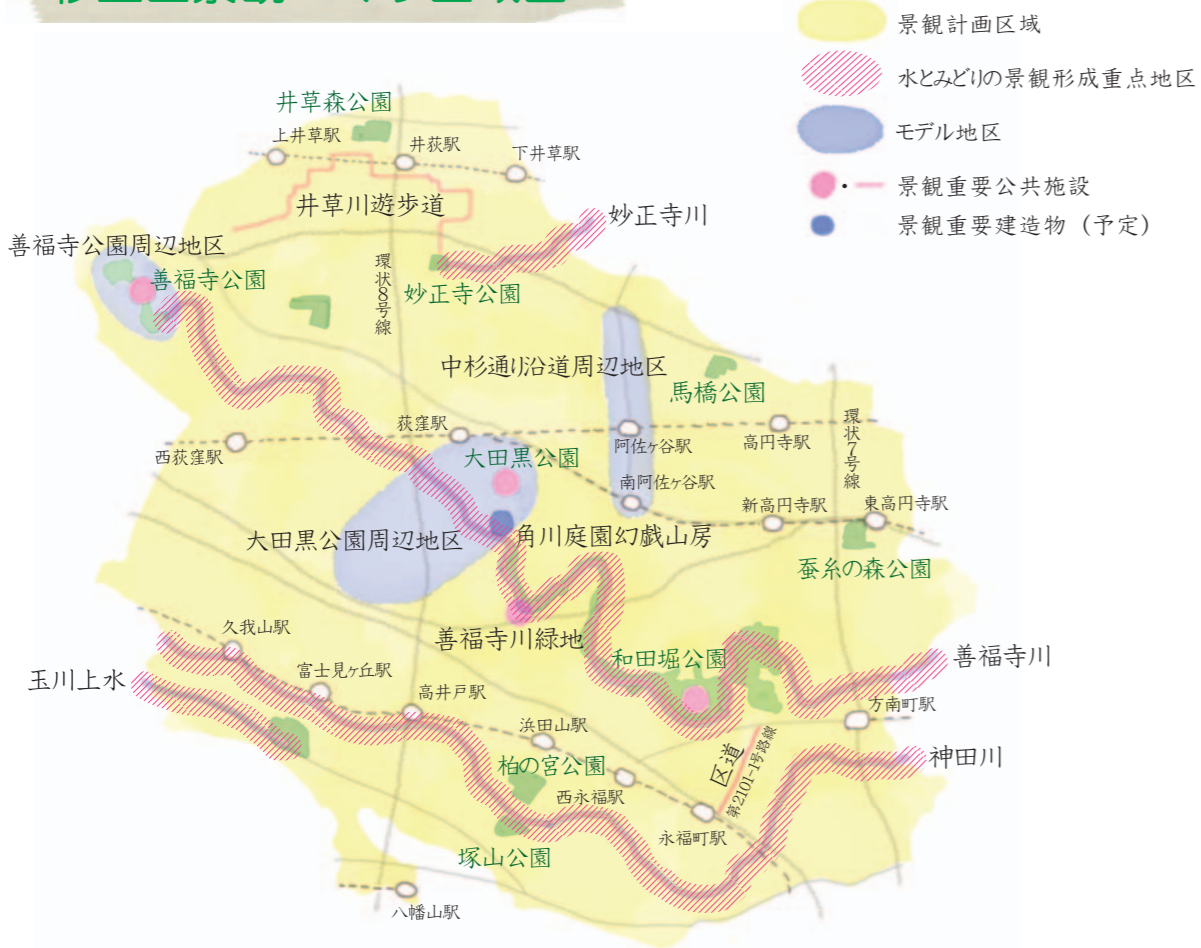 景観計画区域
水とみどりの景観形成重点地区
モデル地区
・ 景観重要公共施設
景観重要建造物 (予定)
井草森公園
上井草駅
井荻駅
下井草駅
井草川遊歩道
妙正寺川
善福寺公園周辺地区
善福寺公園
環状8号線
妙正寺公園
中杉通り沿道周辺地区
馬橋公園
荻窪駅
西荻窪駅
阿佐ヶ谷駅
高円寺駅
環状7号線
大田黒公園
南阿佐ヶ谷駅
新高円寺駅
東高円寺駅
大田黒公園周辺地区
角川庭園幻戯山房
蚕糸の森公園
久我山駅
善福寺川緑地
和田堀公園
善福寺川
玉川上水
富士見ヶ丘駅
高井戸駅
方南町駅
浜田山駅
神田川
柏の宮公園
区道
第2101-1号路線
西永福駅
永福町駅
塚山公園
八幡山駅